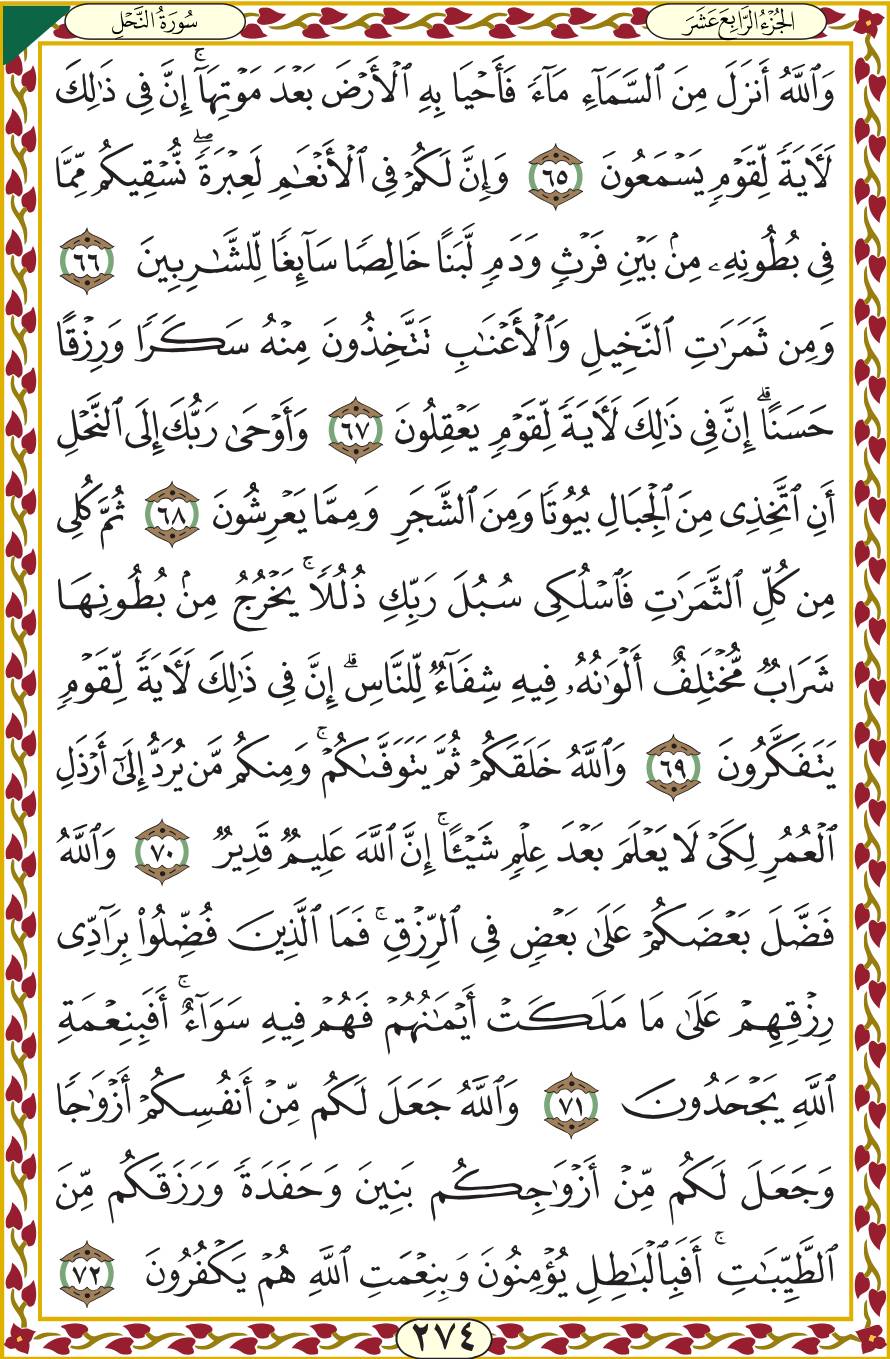 الجُزْءُ الرَّابِعَ عَشَرَ
سُورَةُ النَّحْلِ
وَٱللَّهُ أَنزَلَ مِنَ ٱلسَّمَآءِ مَآءٗ فَأَحۡيَا بِهِ ٱلۡأَرۡضَ بَعۡدَ مَوۡتِهَآۚ إِنَّ فِي ذَٰلِكَ
لَأٓيَةٗ لِّقَوۡمٖ يَسۡمَعُونَ ٦٥ وَإِنَّ لَكُمۡ فِي ٱلۡأَنۡعَٰمِ لَعِبۡرَةٗۖ نُّسۡقِيكُم مِّمَّا
فِي بُطُونِهِۦ مِنۢ بَيۡنِ فَرۡثٖ وَدَمٖ لَّبَنًا خَالِصٗا سَآئِغٗا لِّلشَّٰرِبِينَ ٦٦
وَمِن ثَمَرَٰتِ ٱلنَّخِيلِ وَٱلۡأَعۡنَٰبِ تَتَّخِذُونَ مِنۡهُ سَكَرٗا وَرِزۡقًا
حَسَنًاۚ إِنَّ فِي ذَٰلِكَ لَأٓيَةٗ لِّقَوۡمٖ يَعۡقِلُونَ ٦٧ وَأَوۡحَىٰ رَبُّكَ إِلَى ٱلنَّحۡلِ
أَنِ ٱتَّخِذِي مِنَ ٱلۡجِبَالِ بُيُوتٗا وَمِنَ ٱلشَّجَرِ وَمِمَّا يَعۡرِشُونَ ٦٨ ثُمَّ كُلِي
مِن كُلِّ ٱلثَّمَرَٰتِ فَٱسۡلُكِي سُبُلَ رَبِّكِ ذُلُلٗاۚ يَخۡرُجُ مِنۢ بُطُونِهَا
شَرَابٞ مُّخۡتَلِفٌ أَلۡوَٰنُهُۥ فِيهِ شِفَآءٞ لِّلنَّاسِۚ إِنَّ فِي ذَٰلِكَ لَأٓيَةٗ لِّقَوۡمٖ
يَتَفَكَّرُونَ ٦٩ وَٱللَّهُ خَلَقَكُمۡ ثُمَّ يَتَوَفَّىٰكُمۡۚ وَمِنكُم مَّن يُرَدُّ إِلَىٰٓ أَرۡذَلِ
ٱلۡعُمُرِ لِكَيۡ لَا يَعۡلَمَ بَعۡدَ عِلۡمٖ شَيۡـًٔاۚ إِنَّ ٱللَّهَ عَلِيمٞ قَدِيرٞ ٧٠ وَٱللَّهُ
فَضَّلَ بَعۡضَكُمۡ عَلَىٰ بَعۡضٖ فِي ٱلرِّزۡقِۚ فَمَا ٱلَّذِينَ فُضِّلُواْ بِرَآدِّي
رِزۡقِهِمۡ عَلَىٰ مَا مَلَكَتۡ أَيۡمَٰنُهُمۡ فَهُمۡ فِيهِ سَوَآءٌۚ أَفَبِنِعۡمَةِ
ٱللَّهِ يَجۡحَدُونَ ٧١ وَٱللَّهُ جَعَلَ لَكُم مِّنۡ أَنفُسِكُمۡ أَزۡوَٰجٗا
وَجَعَلَ لَكُم مِّنۡ أَزۡوَٰجِكُم بَنِينَ وَحَفَدَةٗ وَرَزَقَكُم مِّنَ
ٱلطَّيِّبَٰتِۚ أَفَبِٱلۡبَٰطِلِ يُؤۡمِنُونَ وَبِنِعۡمَتِ ٱللَّهِ هُمۡ يَكۡفُرُونَ ٧٢
٢٧٤